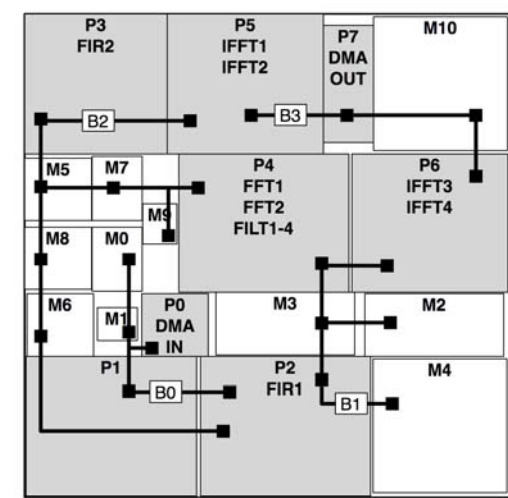 P3
FIR2
P5
IFFT1
IFFT2
P7
DMA
OUT
M10
B2
B3
M5
M7
P4
FFT1
FFT2
FILT1-4
P6
IFFT3
IFFT4
M9
M8
M0
M6
M1
P0
DMA
IN
M3
M2
P1
P2
FIR1
M4
B0
B1